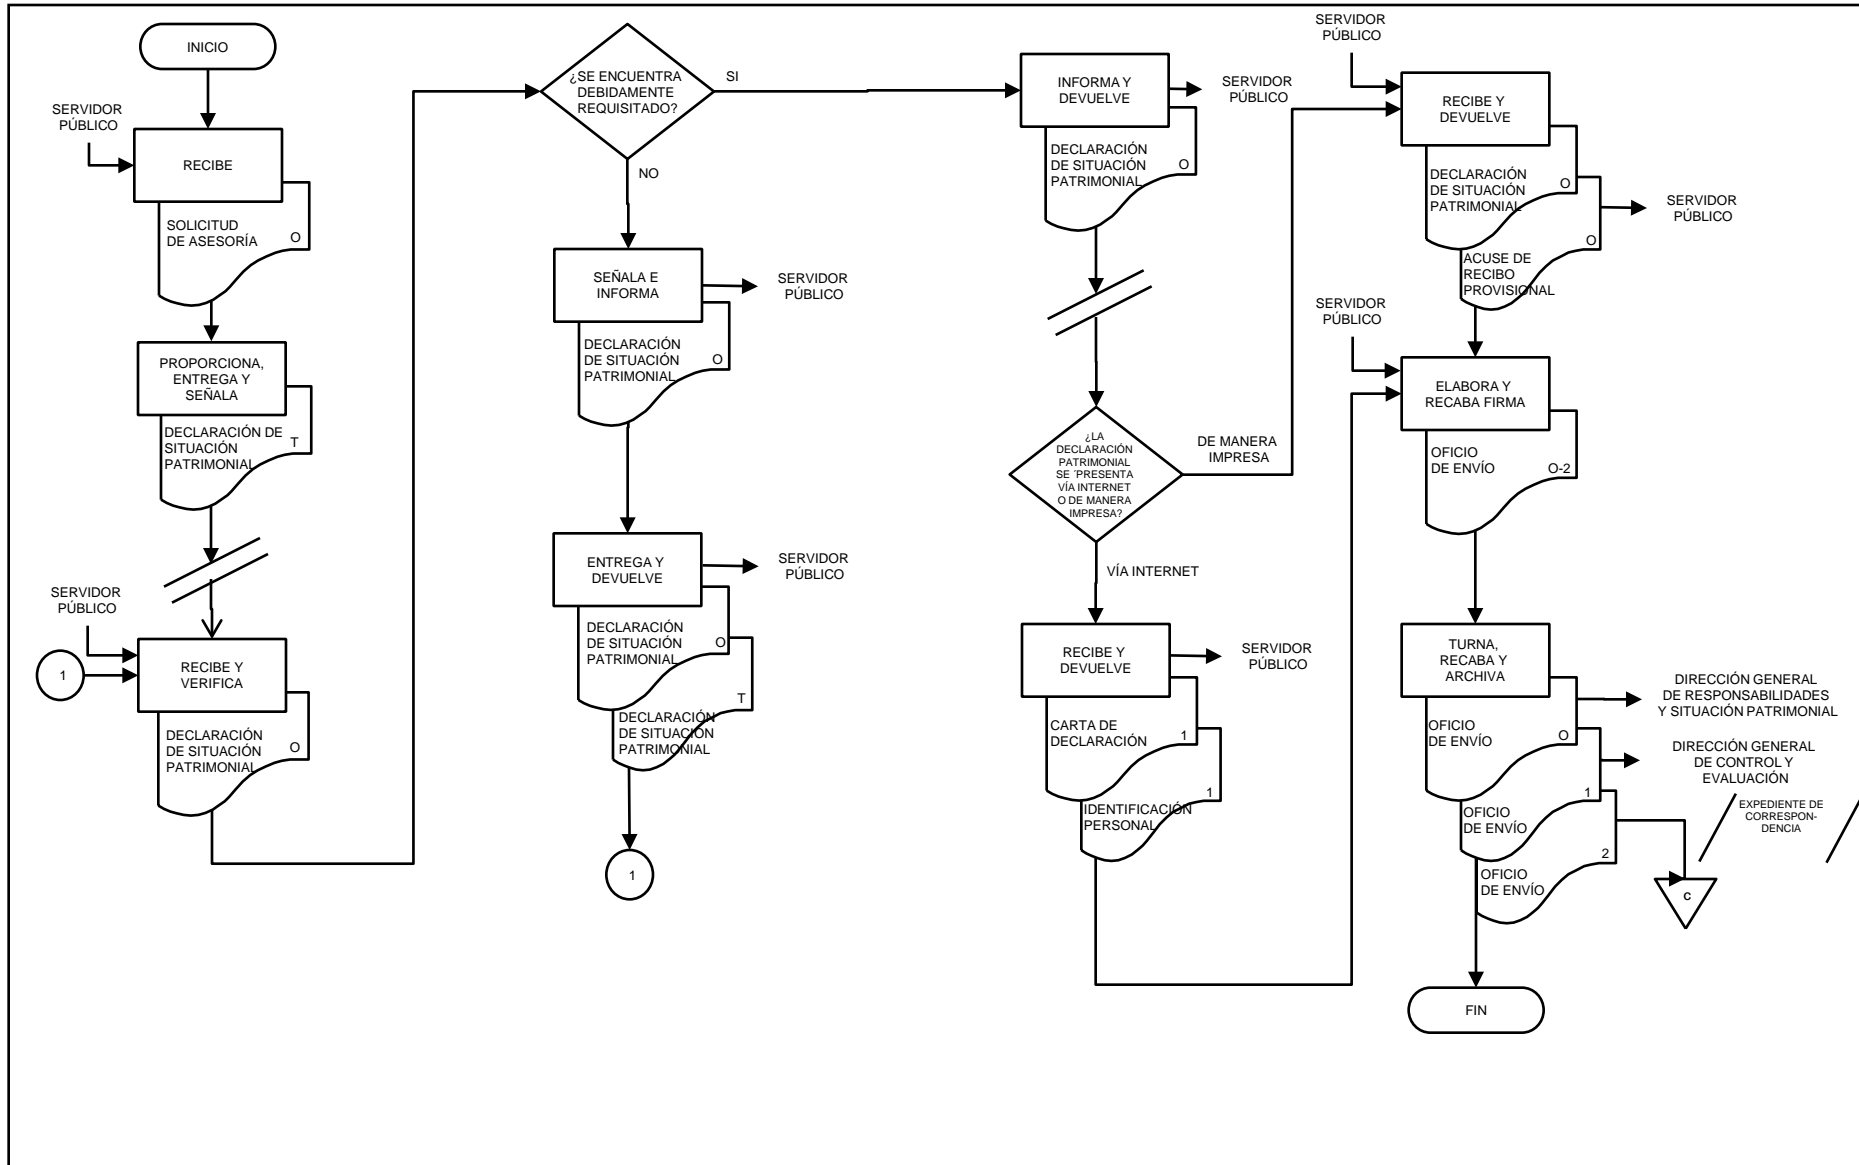 INICIO
SERVIDOR
PÚBLICO
RECIBE
SOLICITUD
DE ASESORÍA
O
PROPORCIONA,
ENTREGA Y
SEÑALA
DECLARACIÓN DE
SITUACIÓN
PATRIMONIAL
T
SERVIDOR
PÚBLICO
1
RECIBE Y
VERIFICA
DECLARACIÓN
DE SITUACIÓN
PATRIMONIAL
O
¿SE ENCUENTRA
DEBIDAMENTE
REQUISITADO?
SI
NO
SEÑALA E
INFORMA
SERVIDOR
PÚBLICO
DECLARACIÓN
DE SITUACIÓN
PATRIMONIAL
O
ENTREGA Y
DEVUELVE
SERVIDOR
PÚBLICO
DECLARACIÓN
DE SITUACIÓN
PATRIMONIAL
O
DECLARACIÓN
DE SITUACIÓN
PATRIMONIAL
T
1
INFORMA Y
DEVUELVE
SERVIDOR
PÚBLICO
DECLARACIÓN
DE SITUACIÓN
PATRIMONIAL
O
¿LA
DECLARACIÓN
PATRIMONIAL
SE ´PRESENTA
VÍA INTERNET
O DE MANERA
IMPRESA?
DE MANERA
IMPRESA
VÍA INTERNET
RECIBE Y
DEVUELVE
SERVIDOR
PÚBLICO
CARTA DE
DECLARACIÓN
1
IDENTIFICACIÓN
PERSONAL
1
SERVIDOR
PÚBLICO
RECIBE Y
DEVUELVE
DECLARACIÓN
DE SITUACIÓN
PATRIMONIAL
O
SERVIDOR
PÚBLICO
ACUSE DE
RECIBO
PROVISIONAL
O
SERVIDOR
PÚBLICO
ELABORA Y
RECABA FIRMA
OFICIO
DE ENVÍO
O-2
TURNA,
RECABA Y
ARCHIVA
DIRECCIÓN GENERAL
DE RESPONSABILIDADES
Y SITUACIÓN PATRIMONIAL
OFICIO
DE ENVÍO
O
DIRECCIÓN GENERAL
DE CONTROL Y
EVALUACIÓN
OFICIO
DE ENVÍO
1
EXPEDIENTE DE
CORRESPON-
DENCIA
OFICIO
DE ENVÍO
2
c
FIN